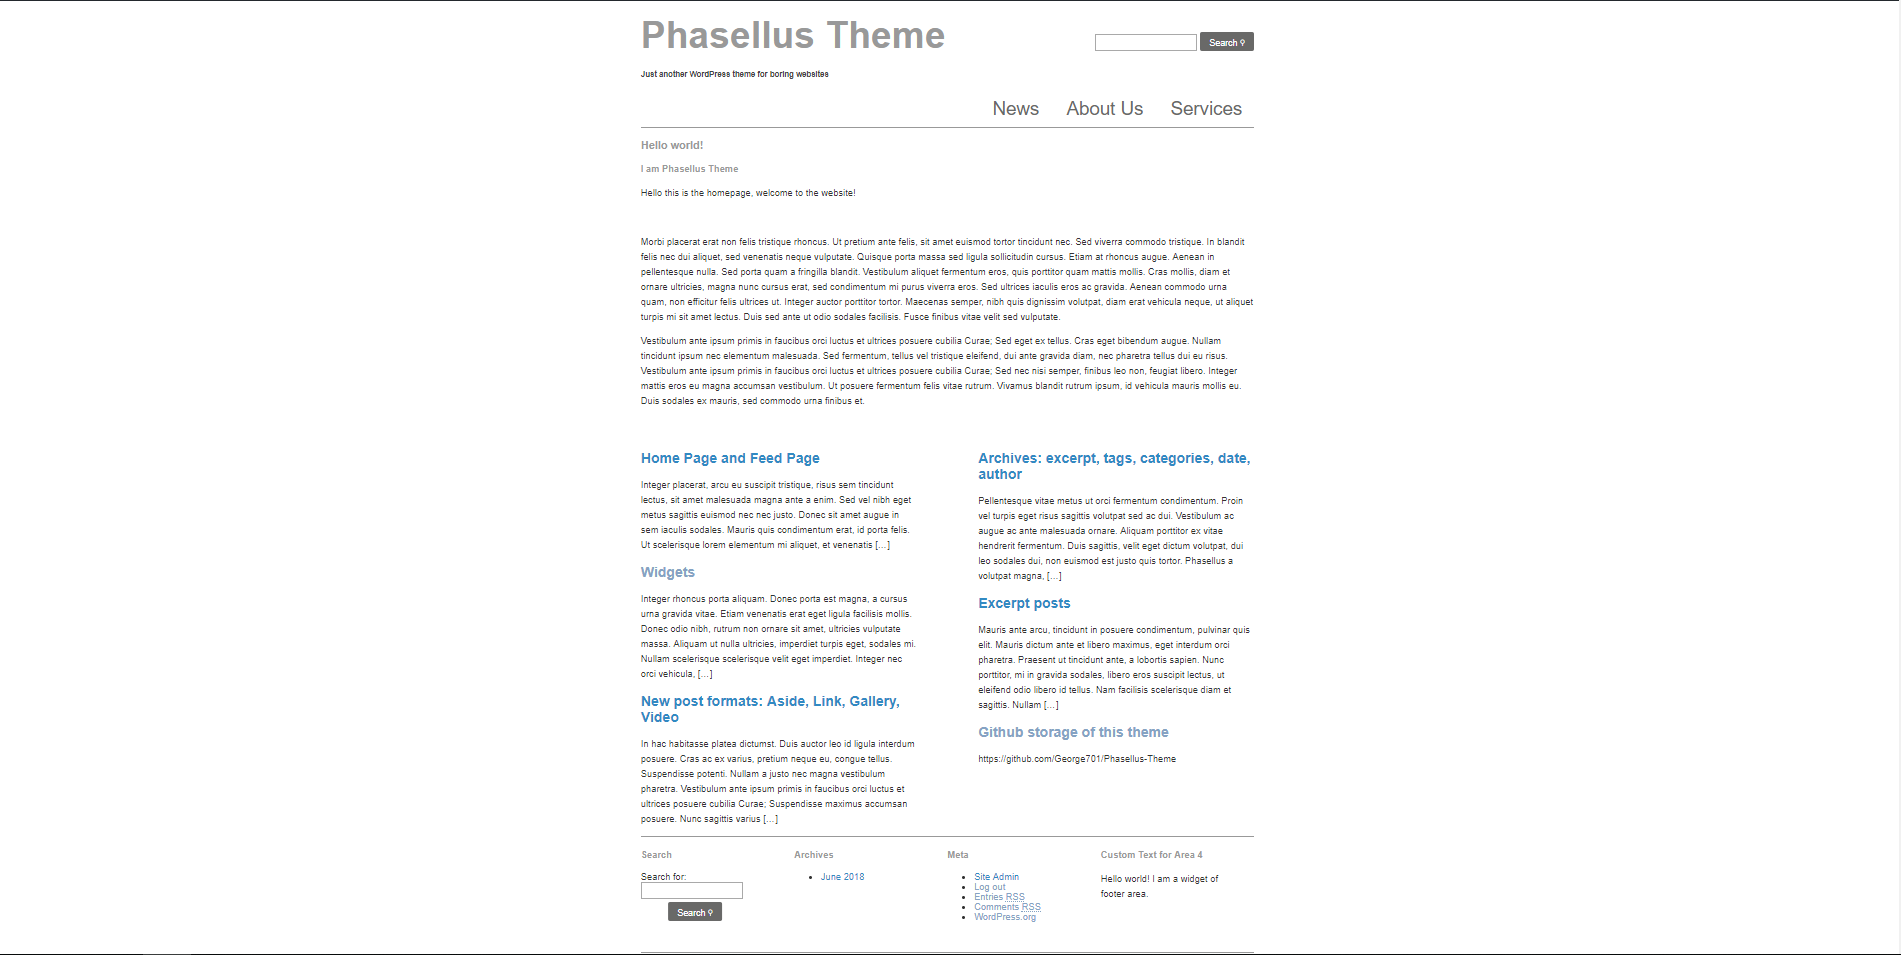 Phasellus Theme
Search
Just another WordPress theme for boring websites
News About Us Services
Hello world!
I am Phasellus Theme
Hello this is the homepage, welcome to the website!
Morbi placerat erat non felis tristique rhoncus. Ut pretium ante felis, sit amet euismod tortor tincidunt nec. Sed viverra commodo tristique. In blandit
felis nec dui aliquet, sed venenatis neque vulputate. Quisque porta massa sed ligula sollicitudin cursus. Etiam at rhoncus augue. Aenean in
pellentesque nulla. Sed porta quam a fringilla blandit. Vestibulum aliquet fermentum eros, quis porttitor quam mattis mollis. Cras mollis, diam et
ornare ultricies, magna nunc cursus erat, sed condimentum mi purus viverra eros. Sed ultrices iaculis eros ac gravida. Aenean commodo urna
quam, non efficitur felis ultrices ut. Integer auctor porttitor tortor. Maecenas semper, nibh quis dignissim volutpat, diam erat vehicula neque, ut aliquet
turpis mi sit amet lectus. Duis sed ante ut odio sodales facilisis. Fusce finibus vitae velit sed vulputate.
Vestibulum ante ipsum primis in faucibus orci luctus et ultrices posuere cubilia Curae; Sed eget ex tellus. Cras eget bibendum augue. Nullam
tincidunt ipsum nec elementum malesuada. Sed fermentum, tellus vel tristique eleifend, dui ante gravida diam, nec pharetra tellus dui eu risus.
Vestibulum ante ipsum primis in faucibus orci luctus et ultrices posuere cubilia Curae; Sed nec nisi semper, finibus leo non, feugiat libero. Integer
mattis eros eu magna accumsan vestibulum. Ut posuere fermentum felis vitae rutrum. Vivamus blandit rutrum ipsum, id vehicula mauris mollis eu.
Duis sodales ex mauris, sed commodo urna finibus et.
Home Page and Feed Page
Integer placerat, arcu eu suscipit tristique, risus sem tincidunt
lectus, sit amet malesuada magna ante a enim. Sed vel nibh eget
metus sagittis euismod nec nec justo. Donec sit amet augue in
sem iaculis sodales. Mauris quis condimentum erat, id porta felis.
Ut scelerisque lorem elementum mi aliquet, et venenatis [...]
Widgets
Integer rhoncus porta aliquam. Donec porta est magna, a cursus
urna gravida vitae. Etiam venenatis erat eget ligula facilisis mollis.
Donec odio nibh, rutrum non ornare sit amet, ultricies vulputate
massa. Aliquam ut nulla ultricies, imperdiet turpis eget, sodales mi.
Nullam scelerisque scelerisque velit eget imperdiet. Integer nec
orci vehicula, [...]
New post formats: Aside, Link, Gallery,
Video
In hac habitasse platea dictumst. Duis auctor leo id ligula interdum
posuere. Cras ac ex varius, pretium neque eu, congue tellus.
Suspendisse potenti. Nullam a justo nec magna vestibulum
pharetra. Vestibulum ante ipsum primis in faucibus orci luctus et
ultrices posuere cubilia Curae; Suspendisse maximus accumsan
posuere. Nunc sagittis varius [...]
Archives: excerpt, tags, categories, date,
author
Pellentesque vitae metus ut orci fermentum condimentum. Proin
vel turpis eget risus sagittis volutpat sed ac dui. Vestibulum ac
augue ac ante malesuada ornare. Aliquam porttitor ex vitae
hendrerit fermentum. Duis sagittis, velit eget dictum volutpat, dui
leo sodales dui, non euismod est justo quis tortor. Phasellus a
volutpat magna, [...]
Excerpt posts
Mauris ante arcu, tincidunt in posuere condimentum, pulvinar quis
elit. Mauris dictum ante et libero maximus, eget interdum orci
pharetra. Praesent ut tincidunt ante, a lobortis sapien. Nunc
porttitor, mi in gravida sodales, libero eros suscipit lectus, ut
eleifend odio libero id tellus. Nam facilisis scelerisque diam et
sagittis. Nullam [...]
Github storage of this theme
https://github.com/George701/Phasellus-Theme
Search
Search for:
Search
Archives
June 2018
Meta
Site Admin
Log out
Entries RSS
Comments RSS
WordPress.org
Custom Text for Area 4
Hello world! I am a widget of
footer area.